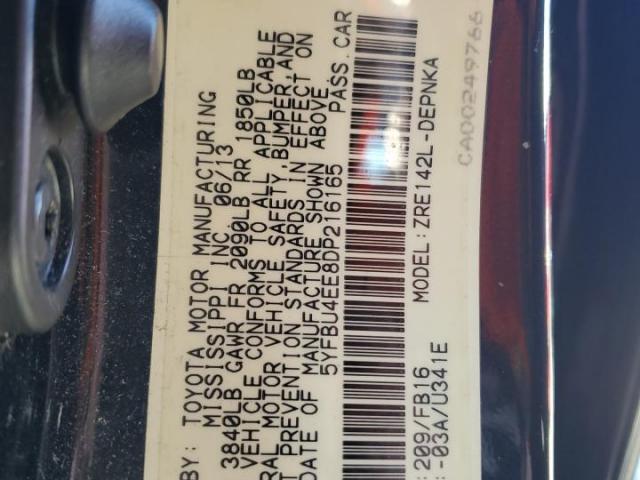 BY: TOYOTA MOTOR MANUFACTURING
MISSISSIPPI INC. 06/13
3840LB GAWR FR 2090LB RR 1850LB
VEHICLE CONFORMS TO ALL APPLICABLE
ERAL MOTOR VEHICLE SAFETY, BUMPER, AND
T PREVENTION STANDARDS IN EFFECT ON
DATE OF MANUFACTURE SHOWN ABOVE.
5YFBU4EE8DP216165 PASS. CAR
209/FB16 MODEL: ZRE142L-DEPNKA
-03A/U341E
CA00249766